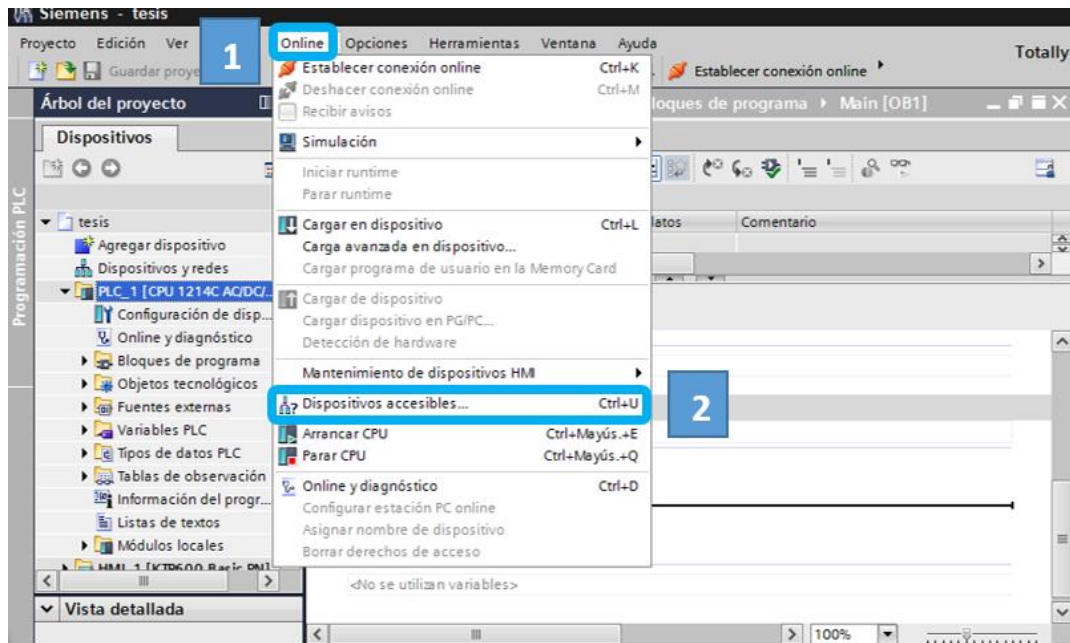 Siemens - tesis
Proyecto Edición Ver Online Opciones Herramientas Ventana Ayuda
Totally
1
Guardar proye
Establecer conexión online
Árbol del proyecto
loques de programa Main [OB1]
Dispositivos
Programación PLC
tesis
Agregar dispositivo
Dispositivos y redes
PLC_1 [CPU 1214C AC/DC/...
Configuración de disp...
Online y diagnóstico
Bloques de programa
Objetos tecnológicos
Fuentes externas
Variables PLC
Tipos de datos PLC
Tablas de observación
Información del progr...
Listas de textos
Módulos locales
HMI_1 [KTP600 Basic PN]
Vista detallada
Establecer conexión online Ctrl+K
Deshacer conexión online Ctrl+M
Recibir avisos
Simulación
Iniciar runtime
Parar runtime
Cargar en dispositivo Ctrl+L
Carga avanzada en dispositivo...
Cargar programa de usuario en la Memory Card
Cargar de dispositivo
Cargar dispositivo en PG/PC...
Detección de hardware
Mantenimiento de dispositivos HMI
Dispositivos accesibles... Ctrl+U
2
Arrancar CPU Ctrl+Mayús.+E
Parar CPU Ctrl+Mayús.+Q
Online y diagnóstico Ctrl+D
Configurar estación PC online
Asignar nombre de dispositivo
Borrar derechos de acceso
latos Comentario
<No se utilizan variables>
100%